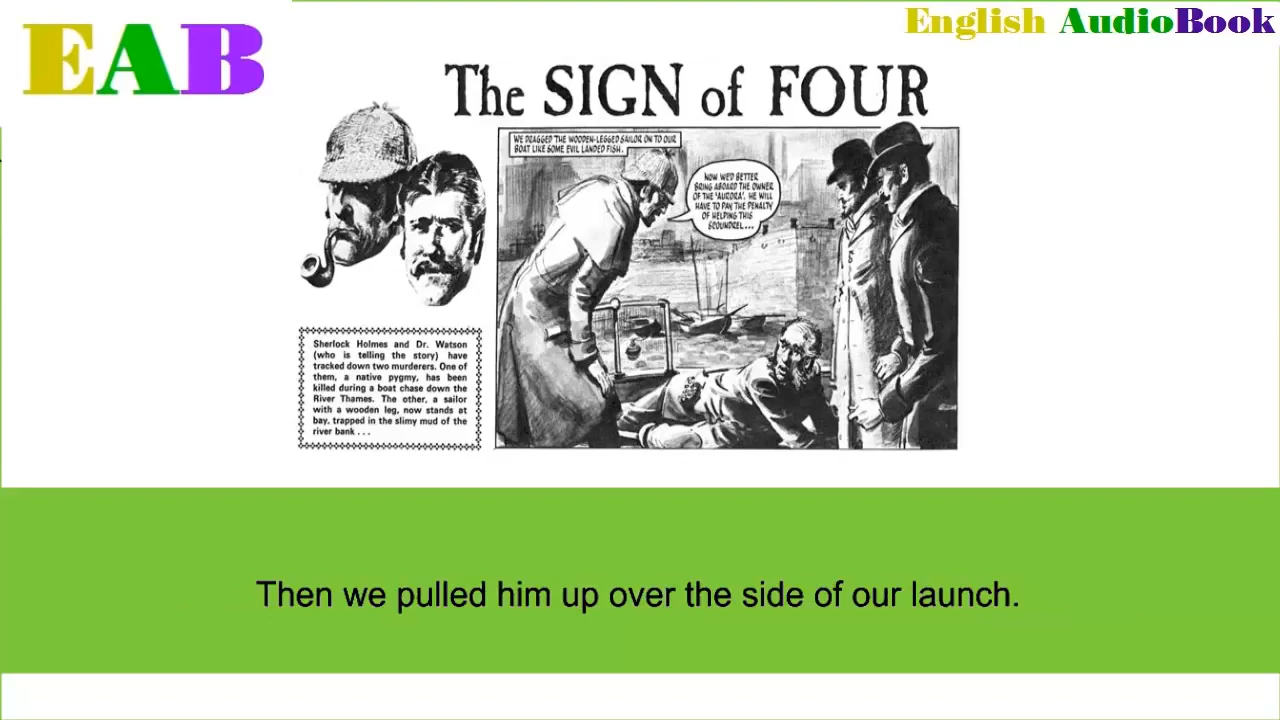 EAB
English AudioBook
The SIGN of FOUR
WE DRAGGED THE WOODEN-LEGGED SAILOR ON TO OUR
BOAT LIKE SOME EVIL LANDED FISH.
NOW WE'D BETTER
BRING ABOARD THE OWNER
OF THE 'AURORA'. HE WILL
HAVE TO PAY THE PENALTY
OF HELPING THIS
SCOUNDREL...
Sherlock Holmes and Dr. Watson
(who is telling the story) have
tracked down two murderers. One of
them, a native pygmy, has been
killed during a boat chase down the
River Thames. The other, a sailor
with a wooden leg, now stands at
bay, trapped in the slimy mud of the
river bank . . .
Then we pulled him up over the side of our launch.